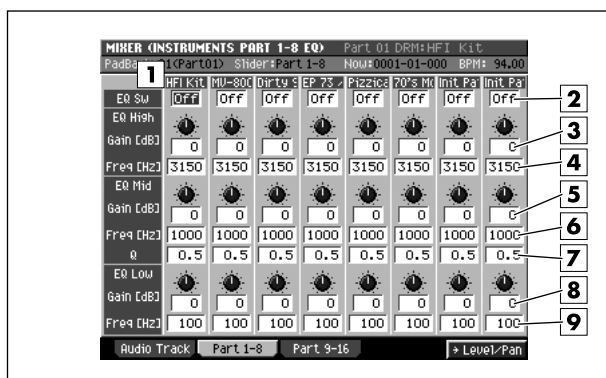 MIXER (INSTRUMENTS PART 1-8 EQ) Part 01 DRM:HFI Kit
1(Part01) Slider:Part 1-8 Now:0001-01-000 BPM: 94.00
1
HFI Kit MV-800 Dirty S EP 73 Pizzica 70's Mo Init Pa Init Pa
EQ Sw Off Off Off Off Off Off Off Off 2
EQ High
Gain [dB] 0 0 0 0 0 0 0 0 3
Freq [Hz] 3150 3150 3150 3150 3150 3150 3150 3150 4
EQ Mid
Gain [dB] 0 0 0 0 0 0 0 0 5
Freq [Hz] 1000 1000 1000 1000 1000 1000 1000 1000 6
Q 0.5 0.5 0.5 0.5 0.5 0.5 0.5 0.5 7
EQ Low
Gain [dB] 0 0 0 0 0 0 0 0 8
Freq [Hz] 100 100 100 100 100 100 100 100 9
Audio Track Part 1-8 Part 9-16 Level/Pan